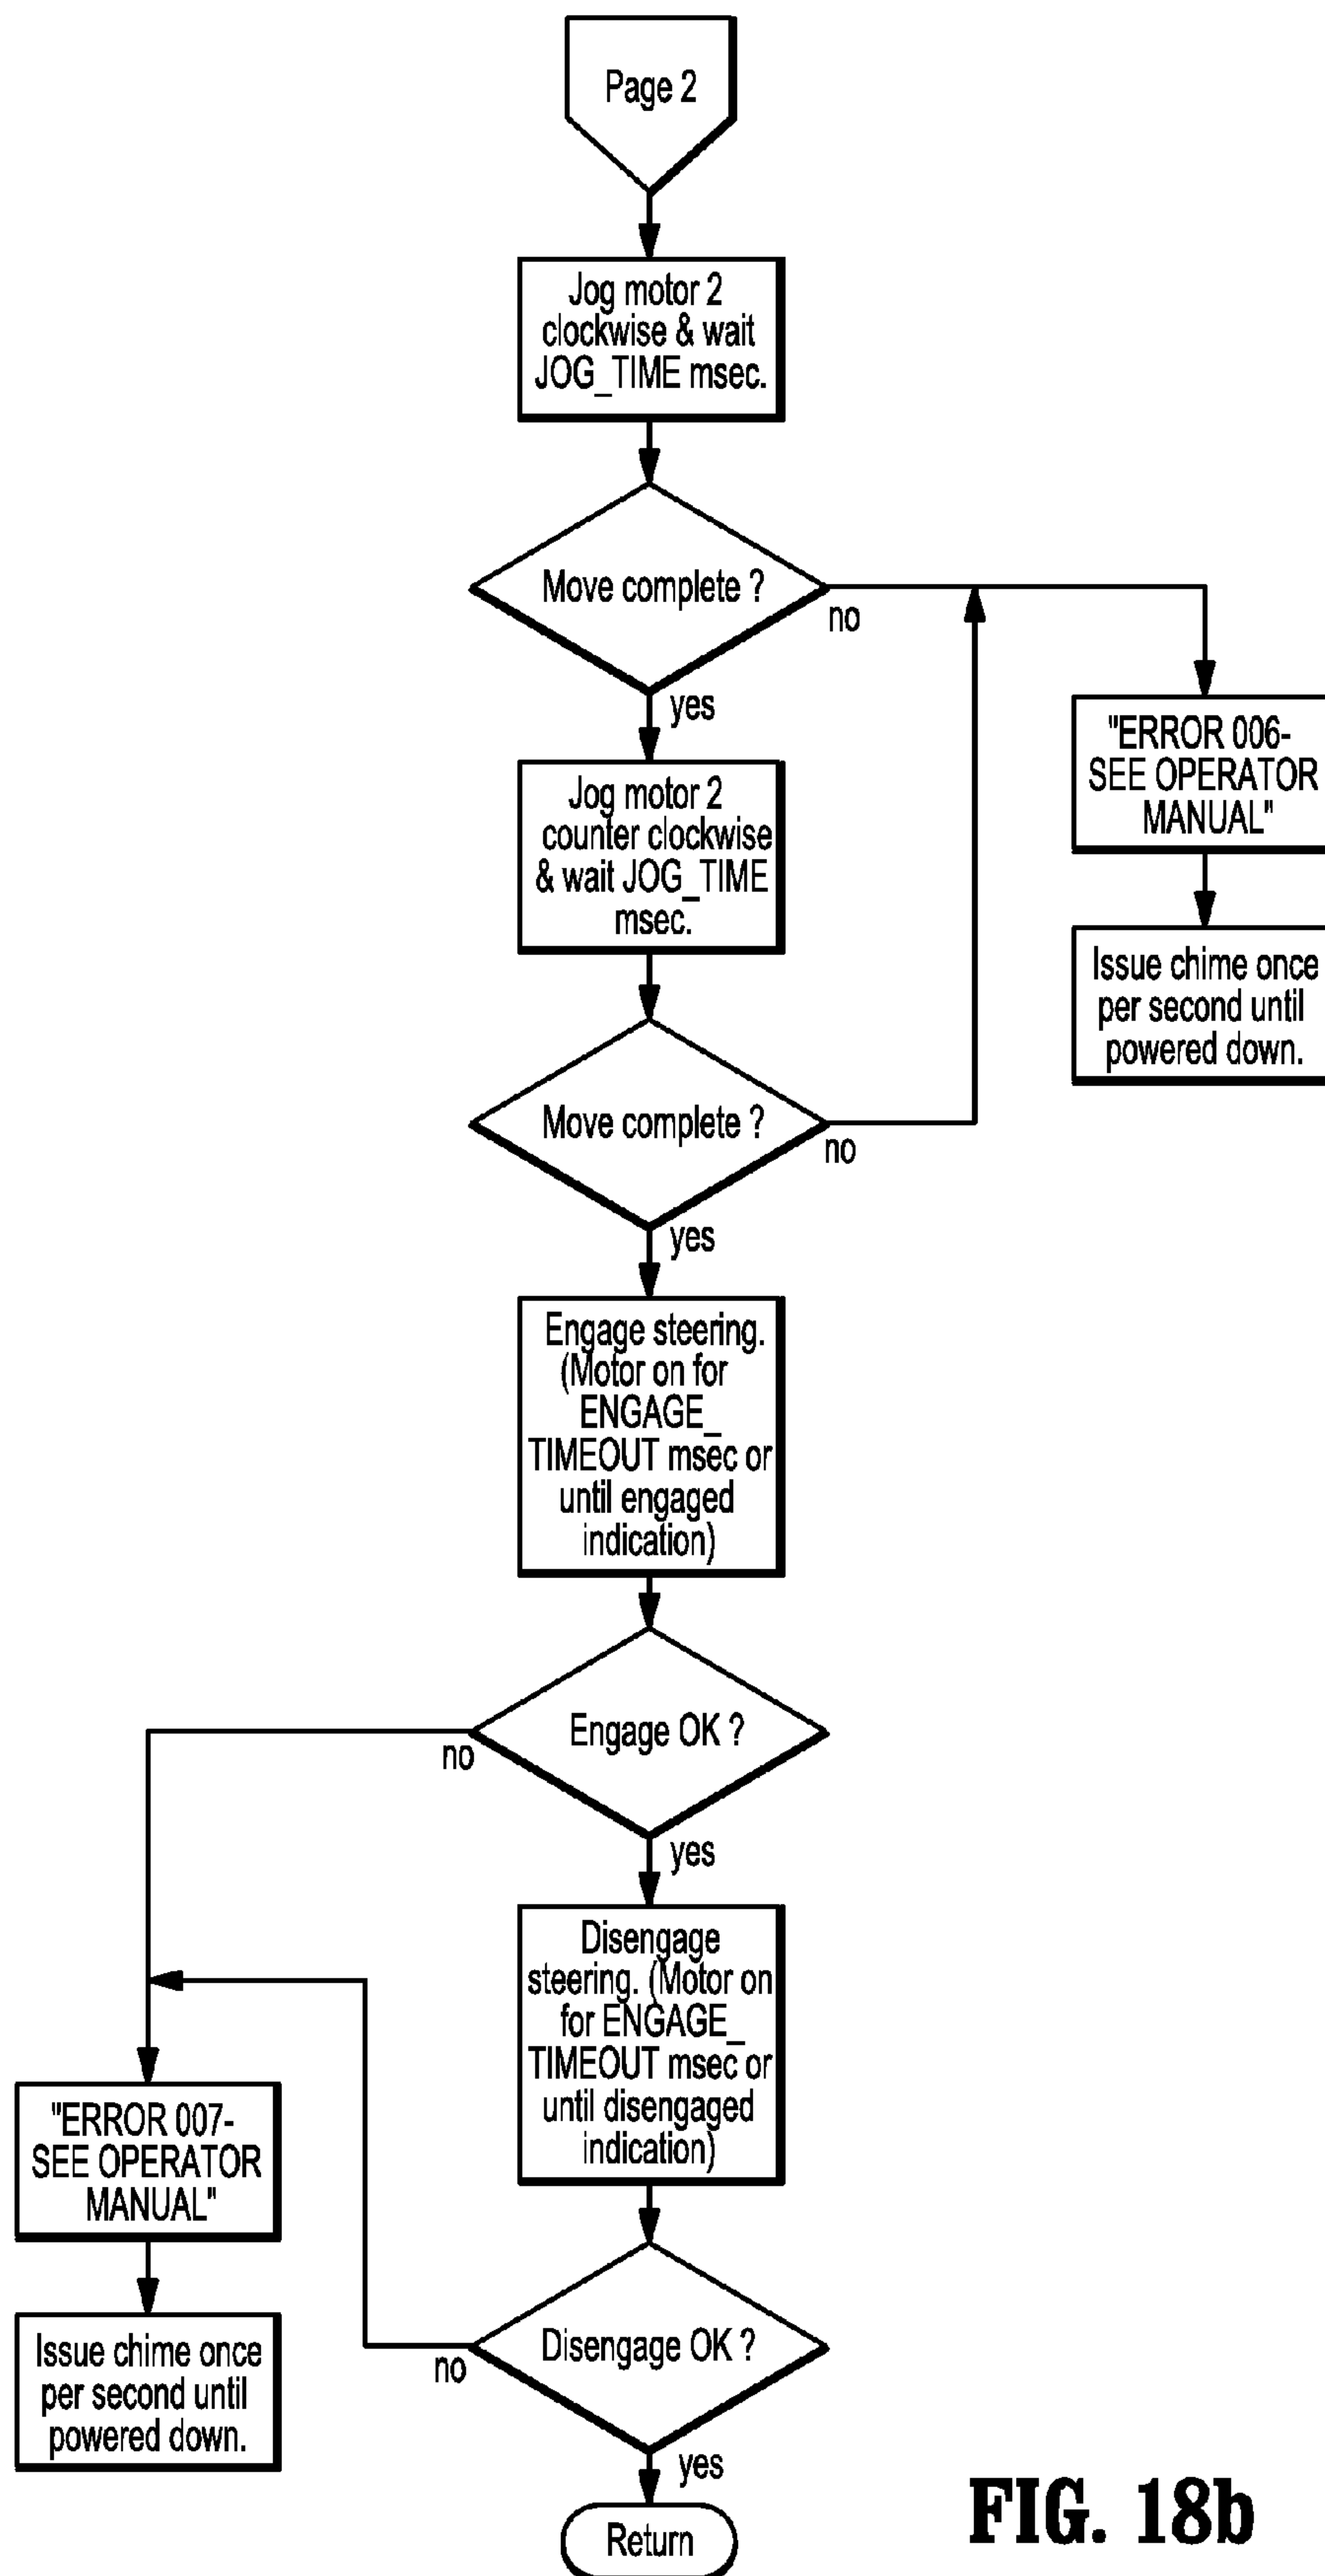 Page 2
Jog motor 2
clockwise & wait
JOG_TIME msec.
Move complete ?
no
yes
"ERROR 006-
SEE OPERATOR
MANUAL"
Jog motor 2
counter clockwise
& wait JOG_TIME
msec.
Issue chime once
per second until
powered down.
Move complete ?
no
yes
Engage steering.
(Motor on for
ENGAGE_
TIMEOUT msec or
until engaged
indication)
Engage OK ?
no
yes
Disengage
steering. (Motor on
for ENGAGE_
TIMEOUT msec or
until disengaged
indication)
"ERROR 007-
SEE OPERATOR
MANUAL"
Disengage OK ?
no
Issue chime once
per second until
powered down.
yes
Return
FIG. 18b